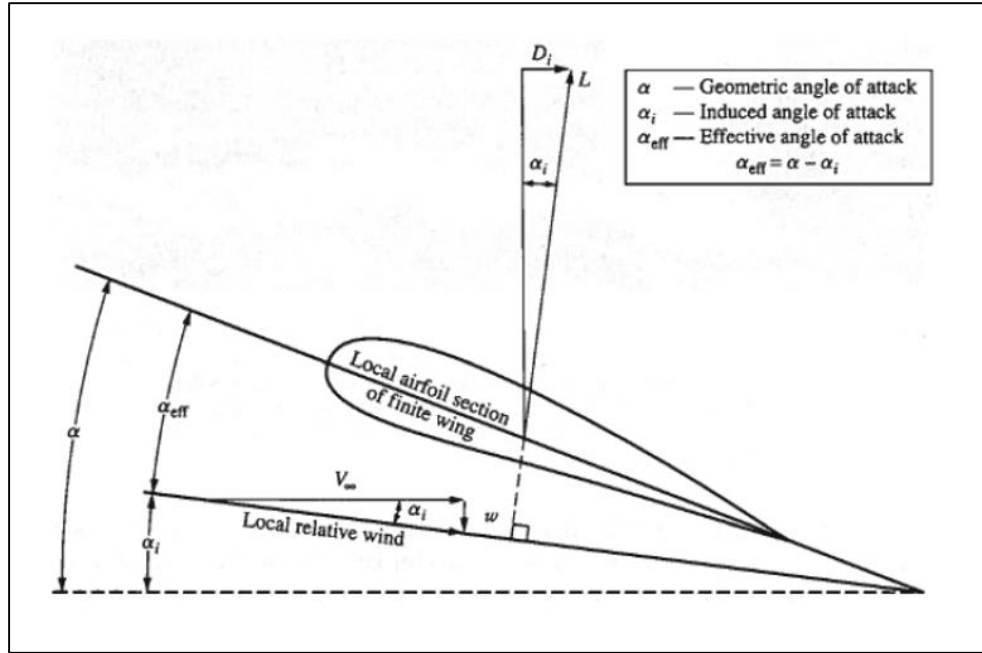 D_i
L
α — Geometric angle of attack
α_i — Induced angle of attack
α_eff — Effective angle of attack
α_eff = α − α_i
α_i
Local airfoil section
of finite wing
α_eff
α
V_∞
α_i
w
Local relative wind
α_i